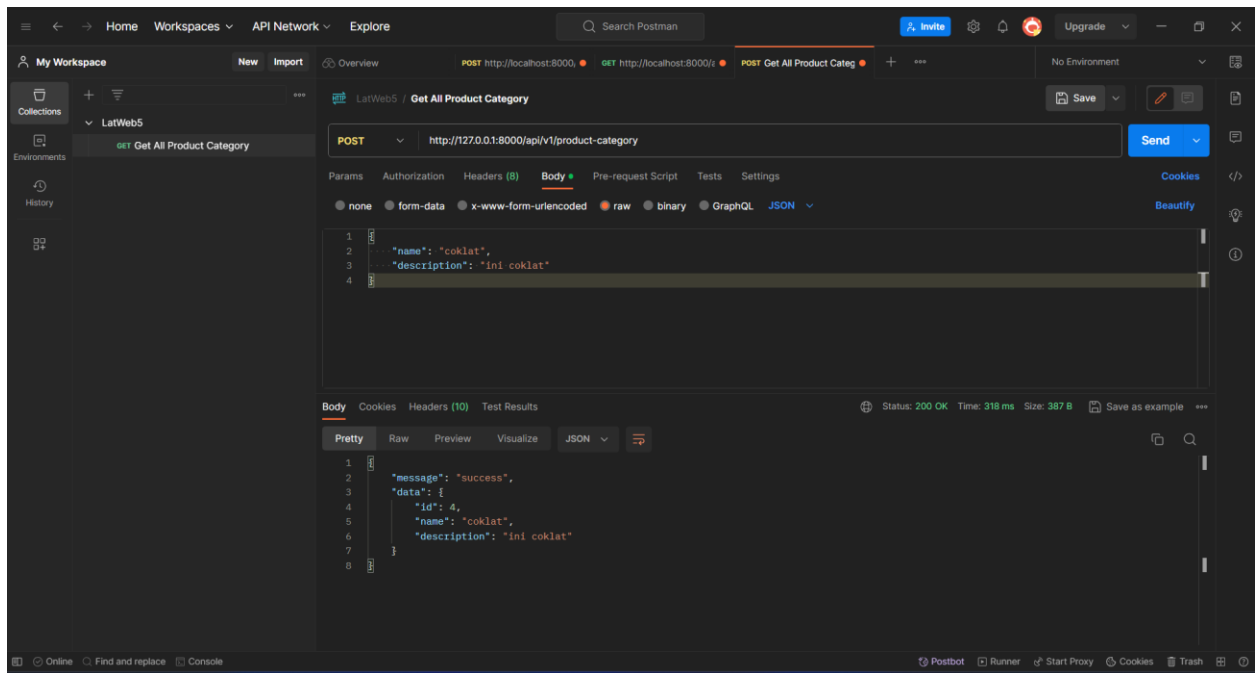 Home Workspaces API Network Explore Search Postman Invite Upgrade
My Workspace New Import Overview POST http://localhost:8000/ GET http://localhost:8000/a POST Get All Product Categ No Environment
Collections
Environments
History
LatWeb5
GET Get All Product Category
HTTP LatWeb5 / Get All Product Category Save
POST http://127.0.0.1:8000/api/v1/product-category Send
Params Authorization Headers (8) Body Pre-request Script Tests Settings Cookies
none form-data x-www-form-urlencoded raw binary GraphQL JSON Beautify
1 {
2 "name": "coklat",
3 "description": "ini coklat"
4 }
Body Cookies Headers (10) Test Results Status: 200 OK Time: 318 ms Size: 387 B Save as example
Pretty Raw Preview Visualize JSON
1 {
2 "message": "success",
3 "data": {
4 "id": 4,
5 "name": "coklat",
6 "description": "ini coklat"
7 }
8 }
Online Find and replace Console Postbot Runner Start Proxy Cookies Trash